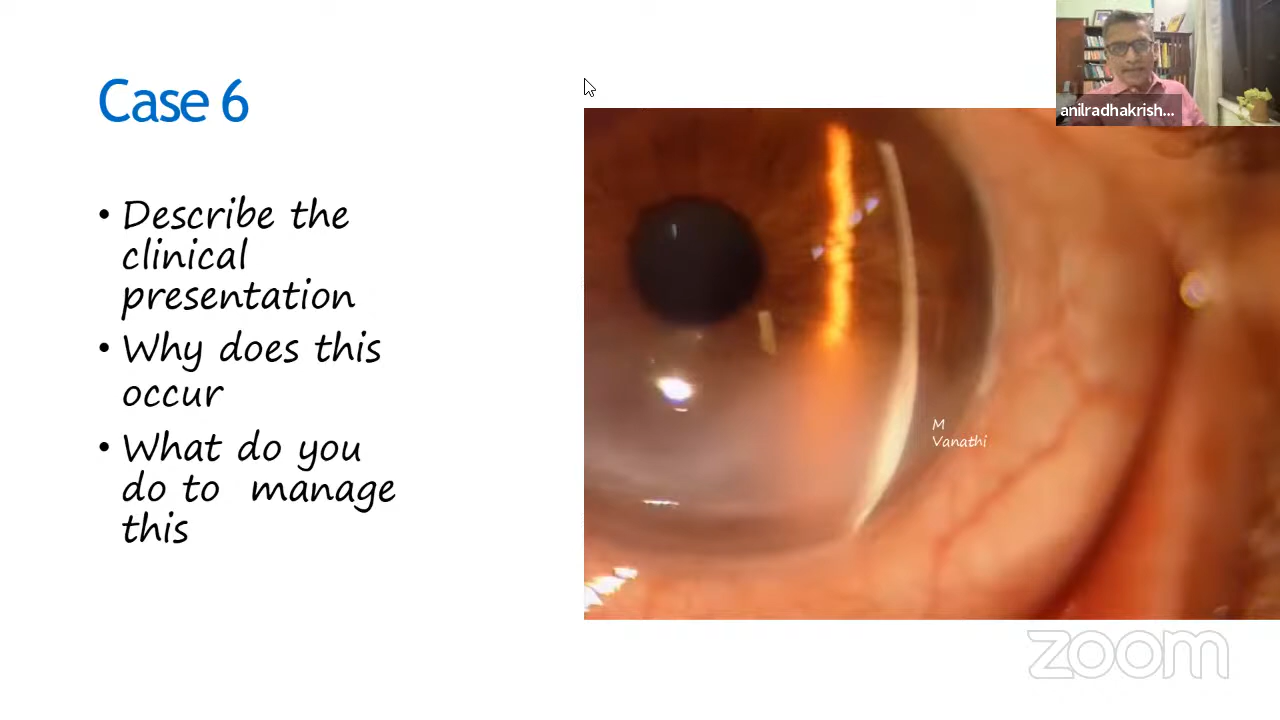 Case 6
• Describe the
clinical
presentation
• Why does this
occur
• What do you
do to manage
this
M
Vanathi
anilradhakrish...
zoom